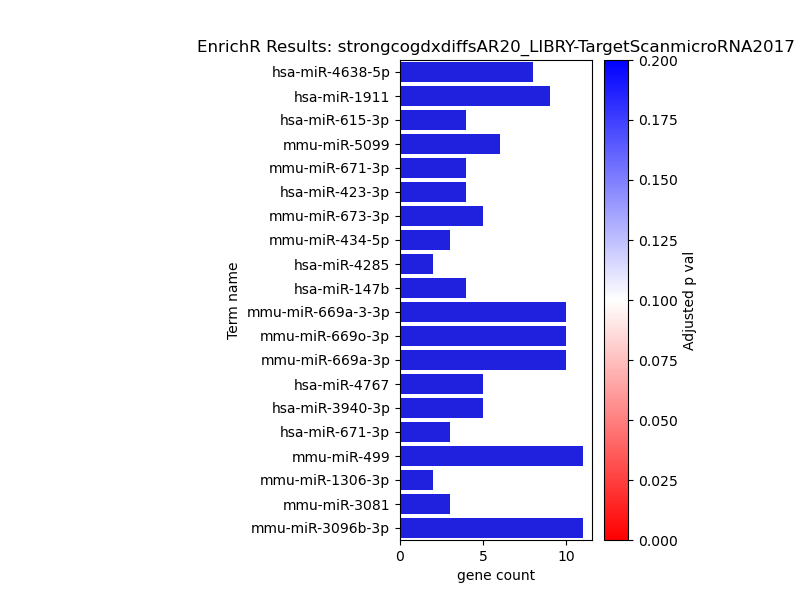 EnrichR Results: strongcogdxdiffsAR20_LIBRY-TargetScanmicroRNA2017
Term name
hsa-miR-4638-5p
hsa-miR-1911
hsa-miR-615-3p
mmu-miR-5099
mmu-miR-671-3p
hsa-miR-423-3p
mmu-miR-673-3p
mmu-miR-434-5p
hsa-miR-4285
hsa-miR-147b
mmu-miR-669a-3-3p
mmu-miR-669o-3p
mmu-miR-669a-3p
hsa-miR-4767
hsa-miR-3940-3p
hsa-miR-671-3p
mmu-miR-499
mmu-miR-1306-3p
mmu-miR-3081
mmu-miR-3096b-3p
0 5 10
gene count
0.200
0.175
0.150
0.125
0.100
0.075
0.050
0.025
0.000
Adjusted p val